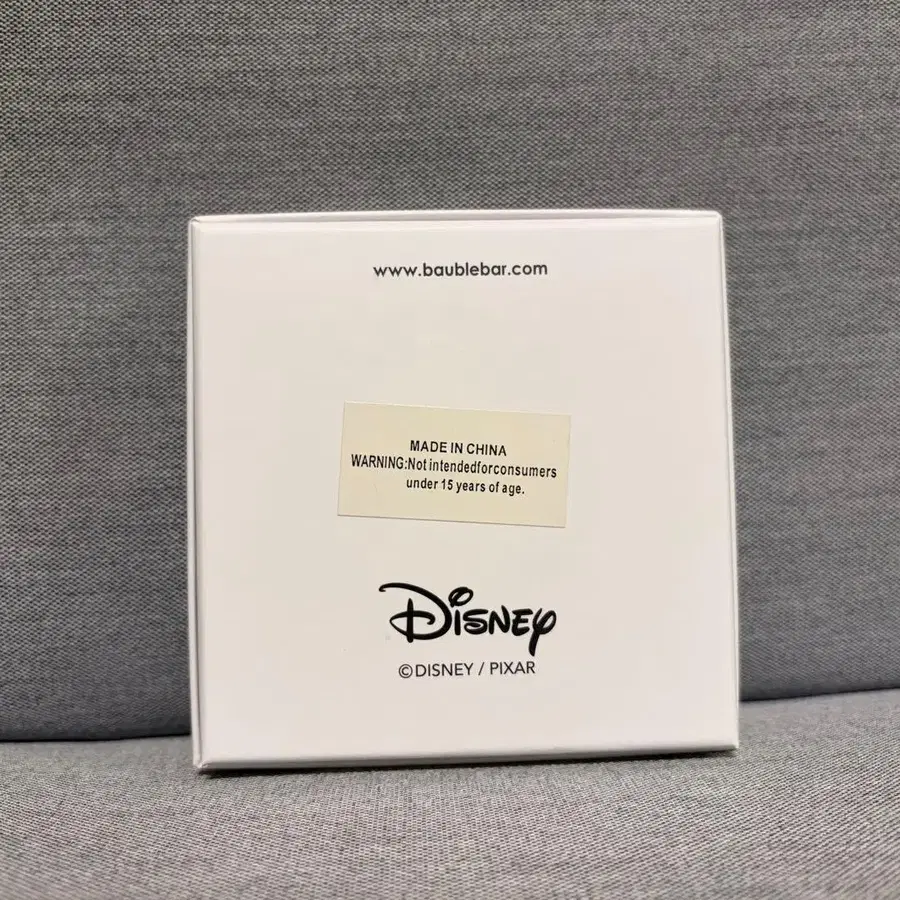 www.baublebar.com
MADE IN CHINA
WARNING:Not intendedforconsumers
under 15 years of age.
Disney
©DISNEY / PIXAR